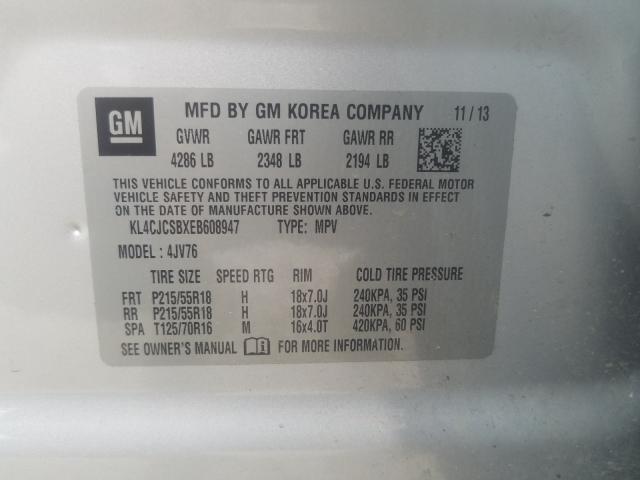 GM
MFD BY GM KOREA COMPANY 11 / 13
GVWR GAWR FRT GAWR RR
4286 LB 2348 LB 2194 LB
THIS VEHICLE CONFORMS TO ALL APPLICABLE U.S. FEDERAL MOTOR
VEHICLE SAFETY AND THEFT PREVENTION STANDARDS IN EFFECT ON
THE DATE OF MANUFACTURE SHOWN ABOVE.
KL4CJCSBXEB608947 TYPE: MPV
MODEL : 4JV76
TIRE SIZE SPEED RTG RIM COLD TIRE PRESSURE
FRT P215/55R18 H 18x7.0J 240KPA, 35 PSI
RR P215/55R18 H 18x7.0J 240KPA, 35 PSI
SPA T125/70R16 M 16x4.0T 420KPA, 60 PSI
SEE OWNER'S MANUAL FOR MORE INFORMATION.